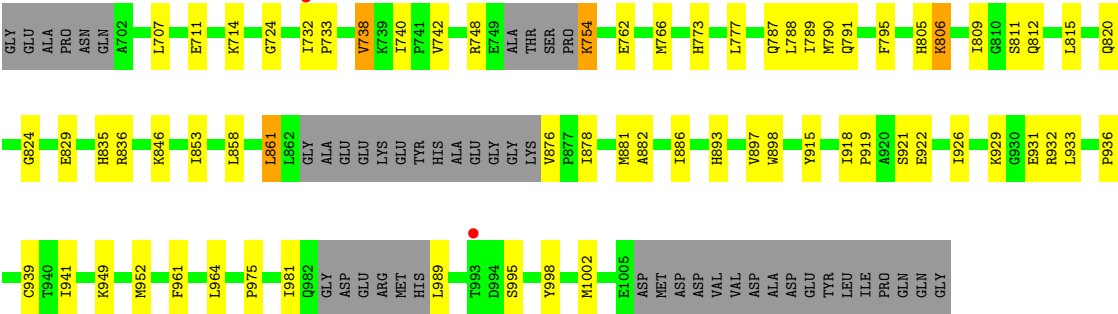 GLY GLU ALA PRO ASN GLN A702 L707 E711 K714 G724 I732 P733 V738 K739 I740 P741 V742 R748 E749 ALA THR SER PRO K754 E762 M766 H773 L777 Q787 L788 I789 M790 Q791 F795 H805 K806 I809 G810 S811 Q812 L815 Q820
G824 E829 H835 R836 K846 I853 L858 L861 L862 GLY ALA GLU GLU LYS GLU TYR HIS ALA GLU GLY GLY LYS V876 P877 I878 M881 A882 I886 H893 V897 W898 Y915 I918 P919 A920 S921 E922 I926 K929 G930 E931 R932 L933 P936
C939 T940 I941 K949 M952 F961 L964 P975 I981 Q982 GLY ASP GLU ARG MET HIS L989 T993 D994 S995 Y998 M1002 E1005 ASP MET ASP ASP VAL VAL ASP ALA ASP GLU TYR LEU ILE PRO GLN GLN GLY